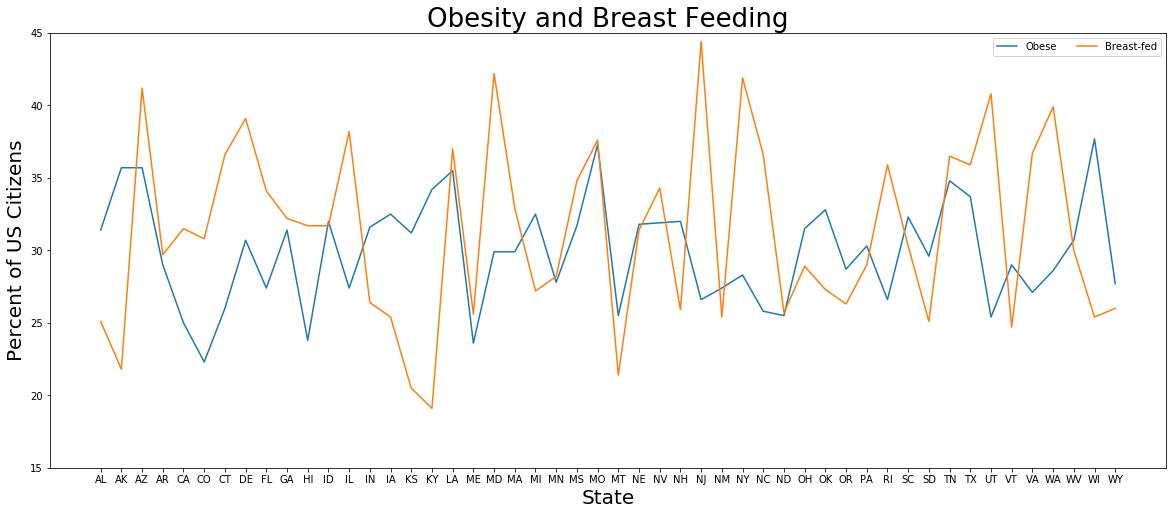 Obesity and Breast Feeding
Obese Breast-fed
Percent of US Citizens
45
40
35
30
25
20
15
AL AK AZ AR CA CO CT DE FL GA HI ID IL IN IA KS KY LA ME MD MA MI MN MS MO MT NE NV NH NJ NM NY NC ND OH OK OR PA RI SC SD TN TX UT VT VA WA WV WI WY
State